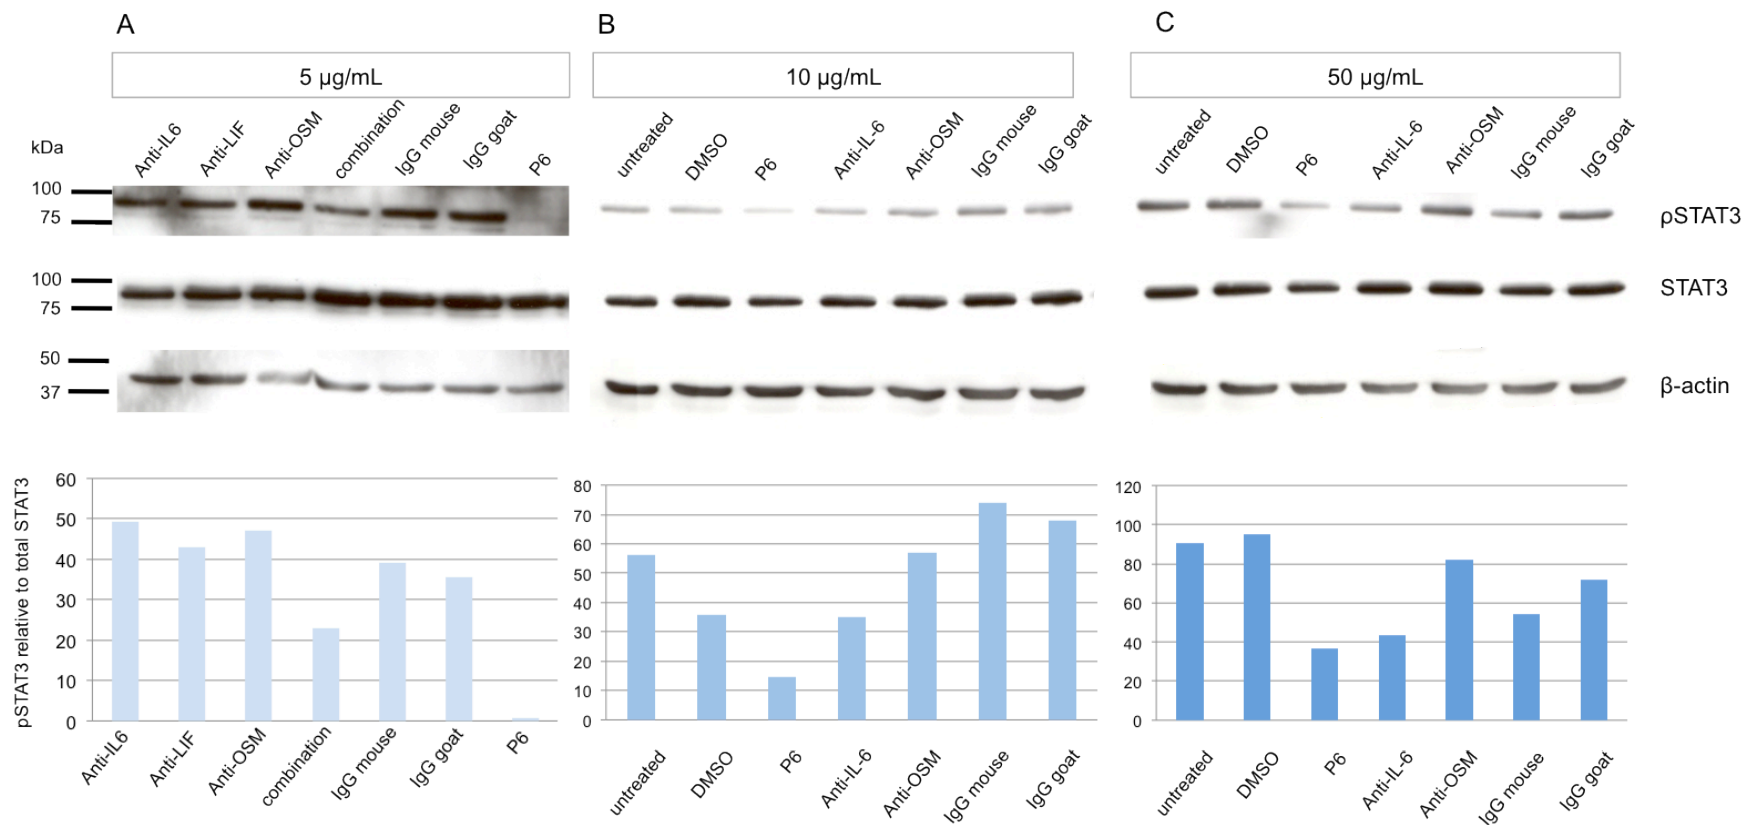 A B C
5 µg/mL 10 µg/mL 50 µg/mL
Anti-IL6 Anti-LIF Anti-OSM combination IgG mouse IgG goat P6 untreated DMSO P6 Anti-IL-6 Anti-OSM IgG mouse IgG goat untreated DMSO P6 Anti-IL-6 Anti-OSM IgG mouse IgG goat
kDa
100
75
ρSTAT3
100
75
STAT3
50
37
β-actin
pSTAT3 relative to total STAT3
60
50
40
30
20
10
0
Anti-IL6 Anti-LIF Anti-OSM combination IgG mouse IgG goat P6
80
70
60
50
40
30
20
10
0
untreated DMSO P6 Anti-IL-6 Anti-OSM IgG mouse IgG goat
120
100
80
60
40
20
0
untreated DMSO P6 Anti-IL-6 Anti-OSM IgG mouse IgG goat